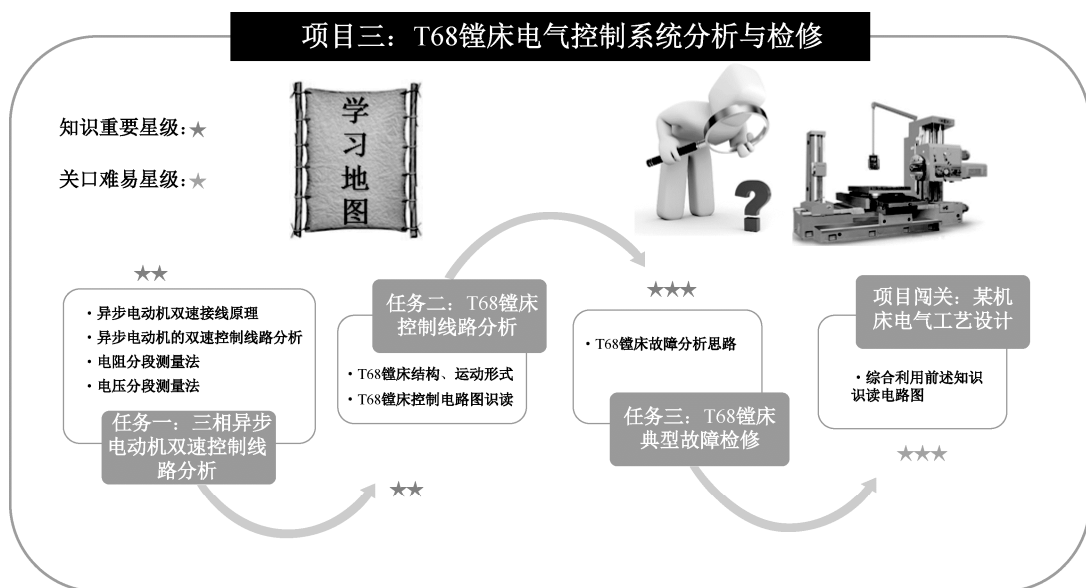 项目三：T68镗床电气控制系统分析与检修
知识重要星级:★
关口难易星级:★
学
习
地
图
★★
• 异步电动机双速接线原理
• 异步电动机的双速控制线路分析
• 电阻分段测量法
• 电压分段测量法
任务一：三相异步
电动机双速控制线
路分析
任务二：T68镗床
控制线路分析
• T68镗床结构、运动形式
• T68镗床控制电路图识读
★★
★★★
• T68镗床故障分析思路
任务三：T68镗床
典型故障检修
项目闯关：某机
床电气工艺设计
• 综合利用前述知识
识读电路图
★★★
?